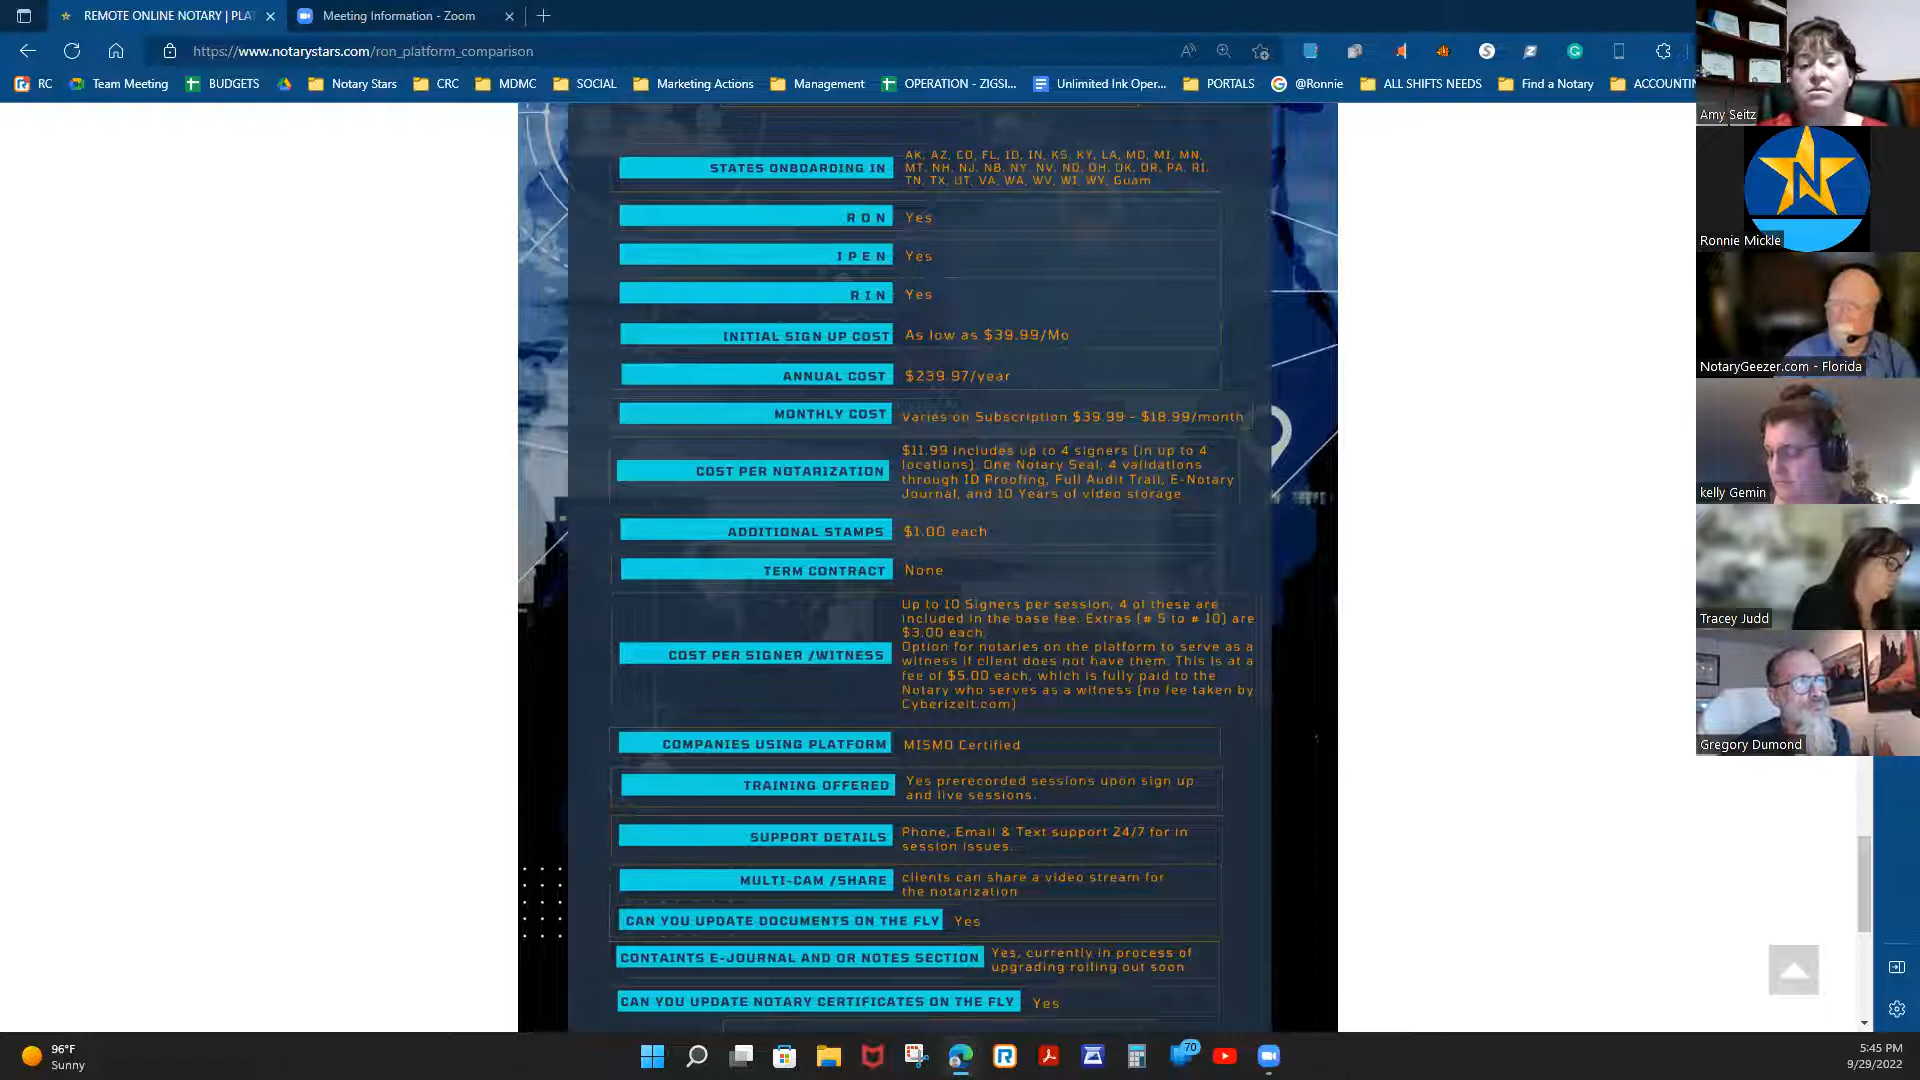 REMOTE ONLINE NOTARY | PLA
Meeting Information - Zoom
https://www.notarystars.com/ron_platform_comparison
RC
Team Meeting
BUDGETS
Notary Stars
CRC
MDMC
SOCIAL
Marketing Actions
Management
OPERATION - ZIGSI...
Unlimited Ink Oper...
PORTALS
@Ronnie
ALL SHIFTS NEEDS
Find a Notary
ACCOUNTIN
STATES ONBOARDING IN
AK, AZ, CO, FL, ID, IN, KS, KY, LA, MD, MI, MN,
MT, NH, NJ, NB, NY, NV, ND, OH, OK, OR, PA, RI,
TN, TX, UT, VA, WA, WV, WI, WY, Guam
RON
Yes
IPEN
Yes
RIN
Yes
INITIAL SIGN UP COST
As low as $39.99/Mo
ANNUAL COST
$239.97/year
MONTHLY COST
Varies on Subscription $39.99 - $18.99/month
COST PER NOTARIZATION
$11.99 includes up to 4 signers (in up to 4
locations). One Notary Seal, 4 validations
through ID Proofing, Full Audit Trail, E-Notary
Journal, and 10 Years of video storage
ADDITIONAL STAMPS
$1.00 each
TERM CONTRACT
None
COST PER SIGNER /WITNESS
Up to 10 Signers per session, 4 of these are
included in the base fee. Extras (# 5 to # 10) are
$3.00 each
Option for notaries on the platform to serve as a
witness if client does not have them. This is at a
fee of $5.00 each, which is fully paid to the
Notary who serves as a witness (no fee taken by
Cyberizeit.com)
COMPANIES USING PLATFORM
MISMO Certified
TRAINING OFFERED
Yes prerecorded sessions upon sign up
and live sessions.
SUPPORT DETAILS
Phone, Email & Text support 24/7 for in
session issues.
MULTI-CAM /SHARE
clients can share a video stream for
the notarization
CAN YOU UPDATE DOCUMENTS ON THE FLY
Yes
CONTAINTS E-JOURNAL AND OR NOTES SECTION
Yes, currently in process of
upgrading rolling out soon
CAN YOU UPDATE NOTARY CERTIFICATES ON THE FLY
Yes
Amy Seitz
N
Ronnie Mickle
NotaryGeezer.com - Florida
kelly Gemin
Tracey Judd
Gregory Dumond
96°F
Sunny
70
5:45 PM
9/29/2022